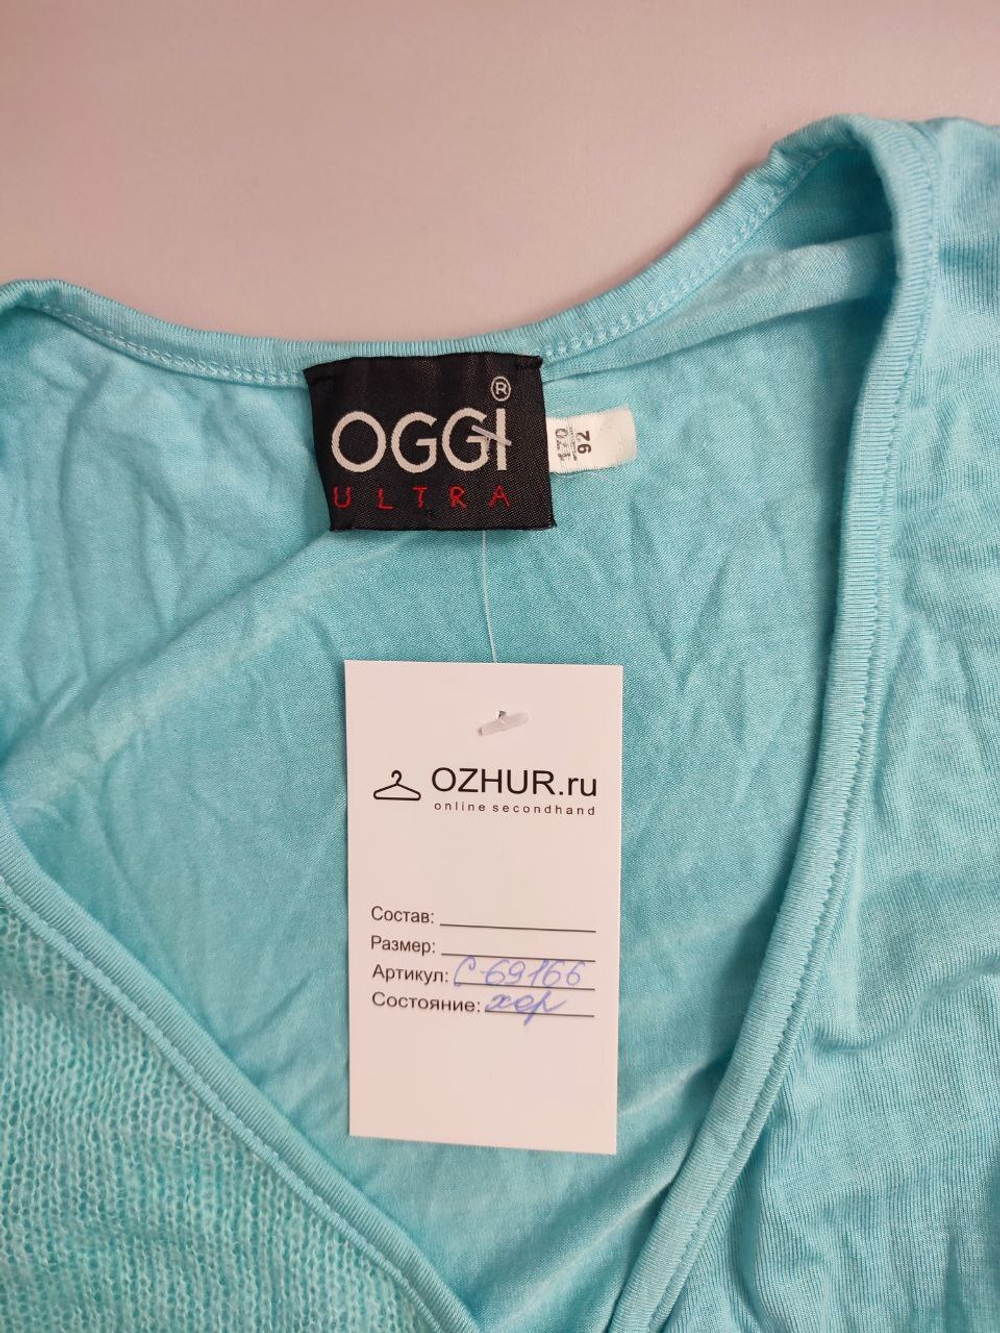 OGGI®
ULTRA
170
92
OZHUR.ru
online secondhand
Состав:
Размер:
Артикул: С-69166
Состояние: хор